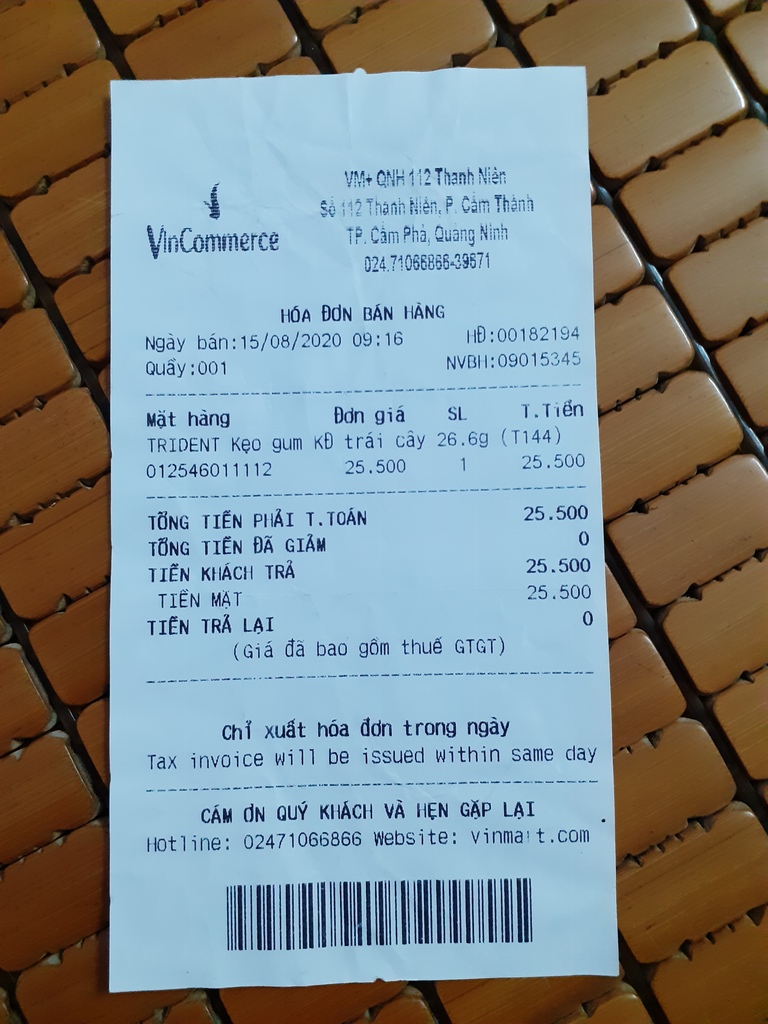 VinCommerce
VM+ QNH 112 Thanh Niên
Số 112 Thanh Niên, P. Cẩm Thành
TP. Cẩm Phả, Quảng Ninh
024.71066866-39671
HÓA ĐƠN BÁN HÀNG
Ngày bán:15/08/2020 09:16 HĐ:00182194
Quầy:001 NVBH:09015345
Mặt hàng Đơn giá SL T.Tiền
TRIDENT Kẹo gum KĐ trái cây 26.6g (T144)
012546011112 25.500 1 25.500
TỔNG TIỀN PHẢI T.TOÁN 25.500
TỔNG TIỀN ĐÃ GIẢM 0
TIỀN KHÁCH TRẢ 25.500
TIỀN MẶT 25.500
TIỀN TRẢ LẠI 0
(Giá đã bao gồm thuế GTGT)
Chỉ xuất hóa đơn trong ngày
Tax invoice will be issued within same day
CẢM ƠN QUÝ KHÁCH VÀ HẸN GẶP LẠI
Hotline: 02471066866 Website: vinmart.com